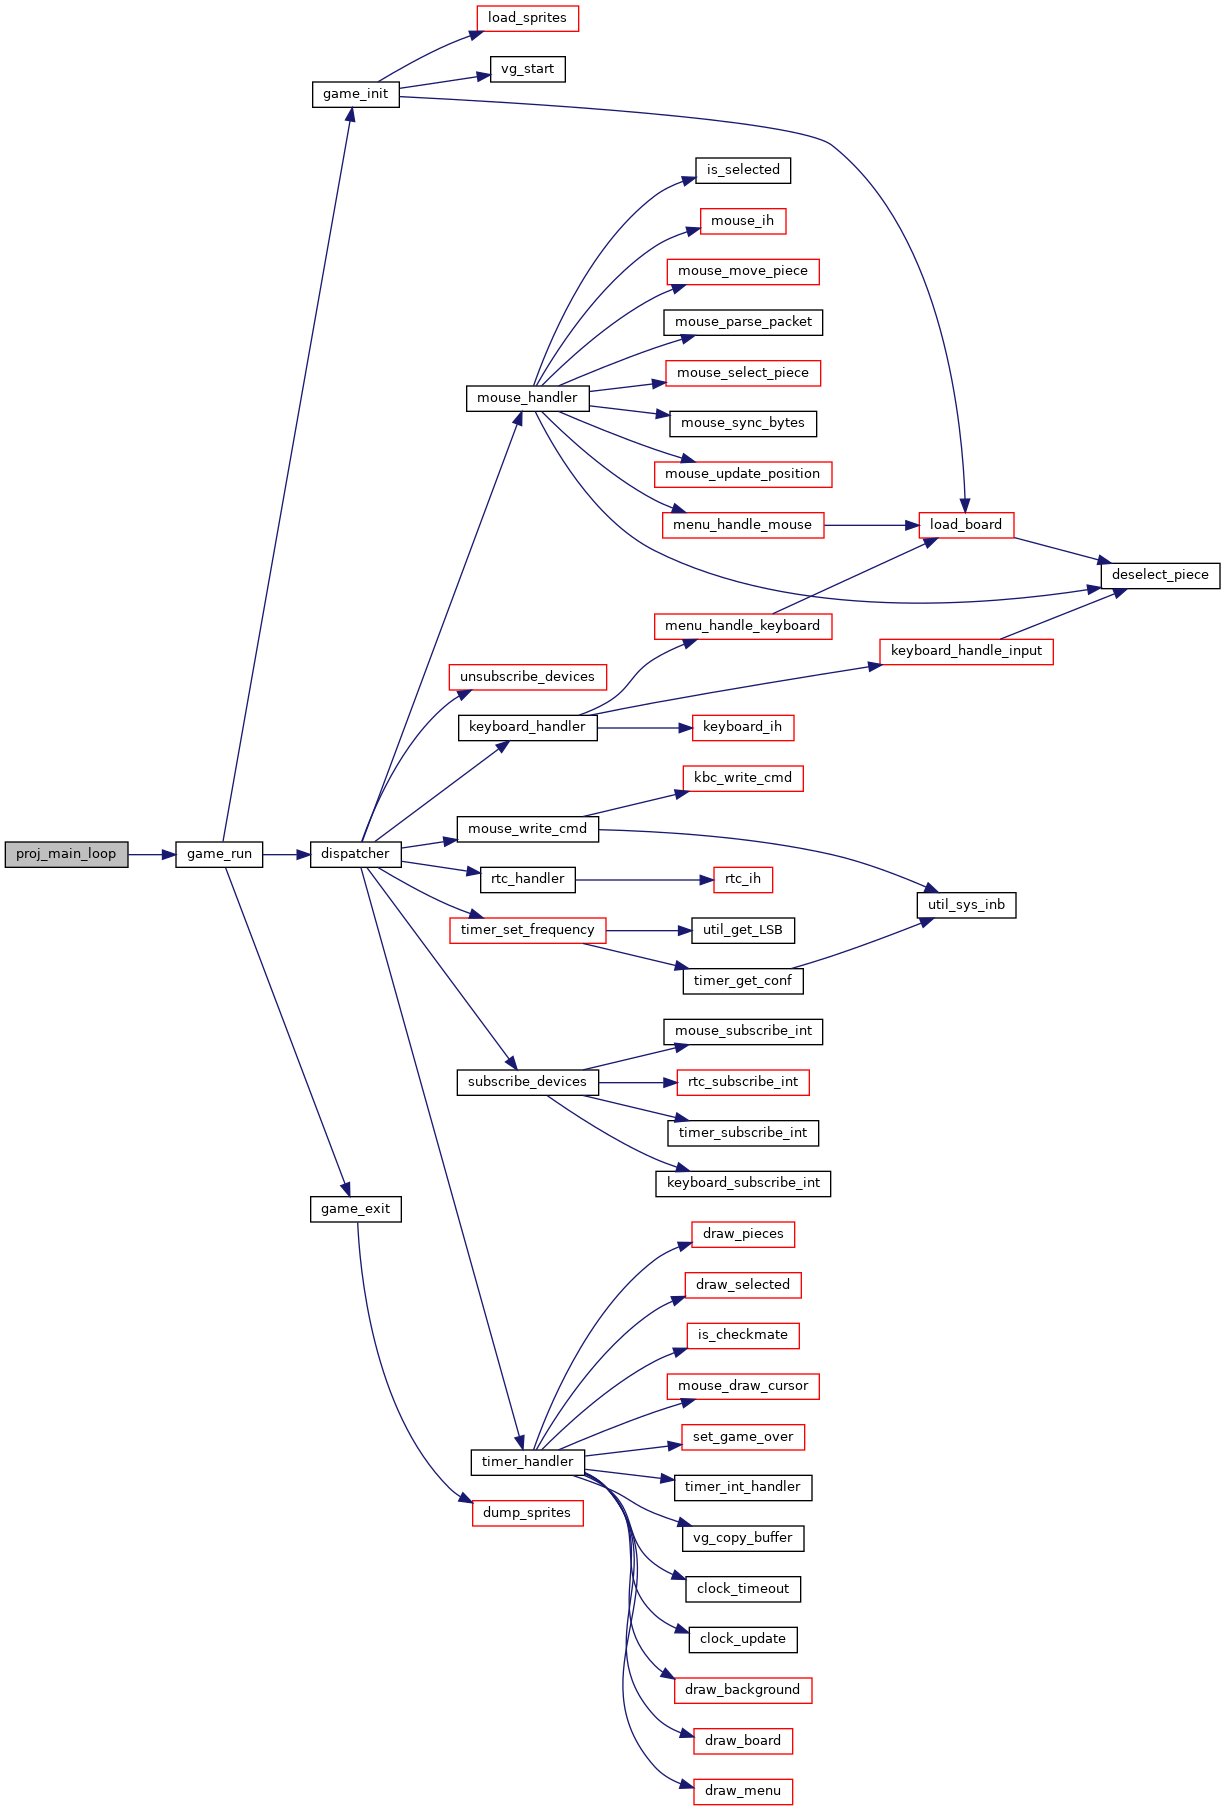 load_sprites
vg_start
game_init
is_selected
mouse_ih
mouse_move_piece
mouse_parse_packet
mouse_select_piece
mouse_handler
mouse_sync_bytes
mouse_update_position
menu_handle_mouse
load_board
deselect_piece
menu_handle_keyboard
keyboard_handle_input
unsubscribe_devices
keyboard_handler
keyboard_ih
kbc_write_cmd
mouse_write_cmd
proj_main_loop
game_run
dispatcher
rtc_handler
rtc_ih
util_sys_inb
timer_set_frequency
util_get_LSB
timer_get_conf
mouse_subscribe_int
subscribe_devices
rtc_subscribe_int
timer_subscribe_int
keyboard_subscribe_int
game_exit
draw_pieces
draw_selected
is_checkmate
mouse_draw_cursor
set_game_over
timer_handler
timer_int_handler
dump_sprites
vg_copy_buffer
clock_timeout
clock_update
draw_background
draw_board
draw_menu